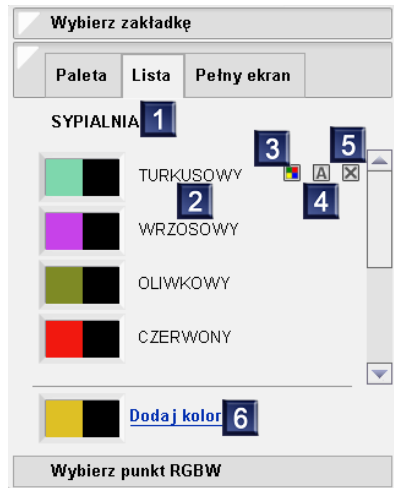 Wybierz zakładkę
Paleta Lista Pełny ekran
SYPIALNIA 1
3 5
TURKUSOWY A
2 4
WRZOSOWY
OLIWKOWY
CZERWONY
Dodaj kolor 6
Wybierz punkt RGBW